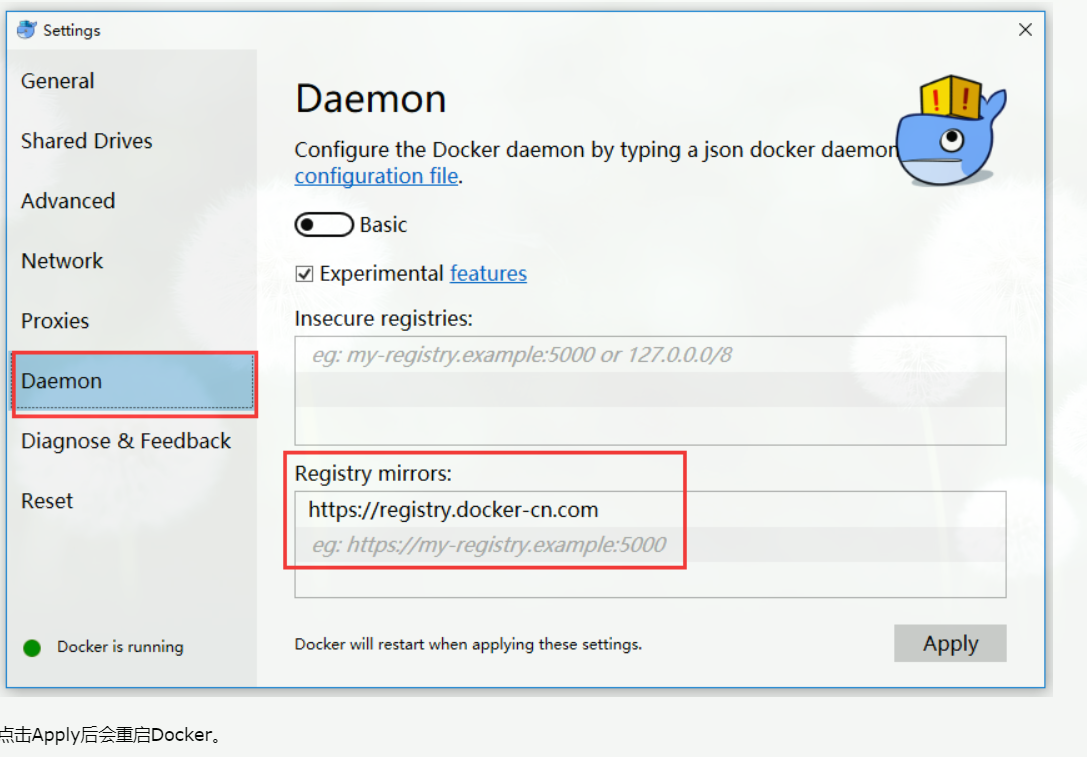 Settings
General
Shared Drives
Advanced
Network
Proxies
Daemon
Diagnose & Feedback
Reset
Docker is running
Daemon
Configure the Docker daemon by typing a json docker daemon
configuration file.
Basic
Experimental features
Insecure registries:
eg: my-registry.example:5000 or 127.0.0.0/8
Registry mirrors:
https://registry.docker-cn.com
eg: https://my-registry.example:5000
Docker will restart when applying these settings.
Apply
点击Apply后会重启Docker。